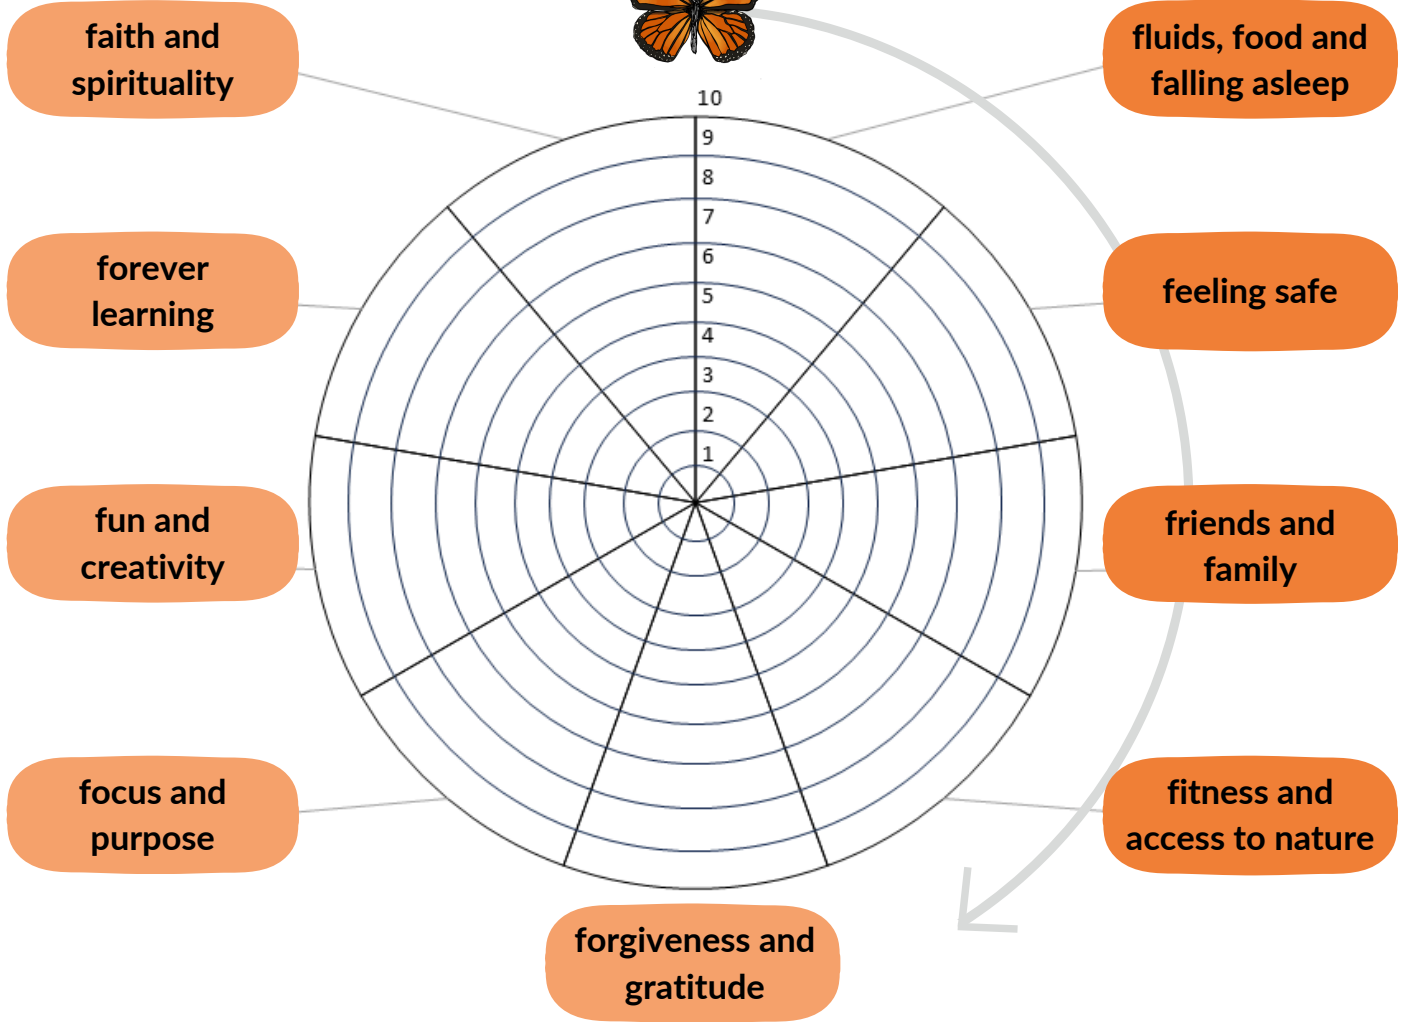 faith and
spirituality
fluids, food and
falling asleep
10
9
8
7
6
5
4
3
2
1
forever
learning
feeling safe
fun and
creativity
friends and
family
focus and
purpose
fitness and
access to nature
forgiveness and
gratitude